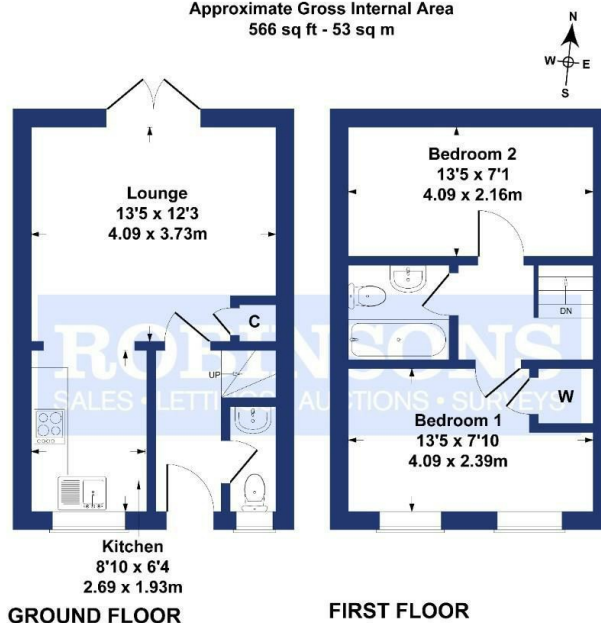 Approximate Gross Internal Area
566 sq ft - 53 sq m
N
W E
S
Lounge
13'5 x 12'3
4.09 x 3.73m
C
UP
Kitchen
8'10 x 6'4
2.69 x 1.93m
GROUND FLOOR
Bedroom 2
13'5 x 7'1
4.09 x 2.16m
DN
W
Bedroom 1
13'5 x 7'10
4.09 x 2.39m
FIRST FLOOR
ROBINSONS
SALES • LETTINGS • AUCTIONS • SURVEYS